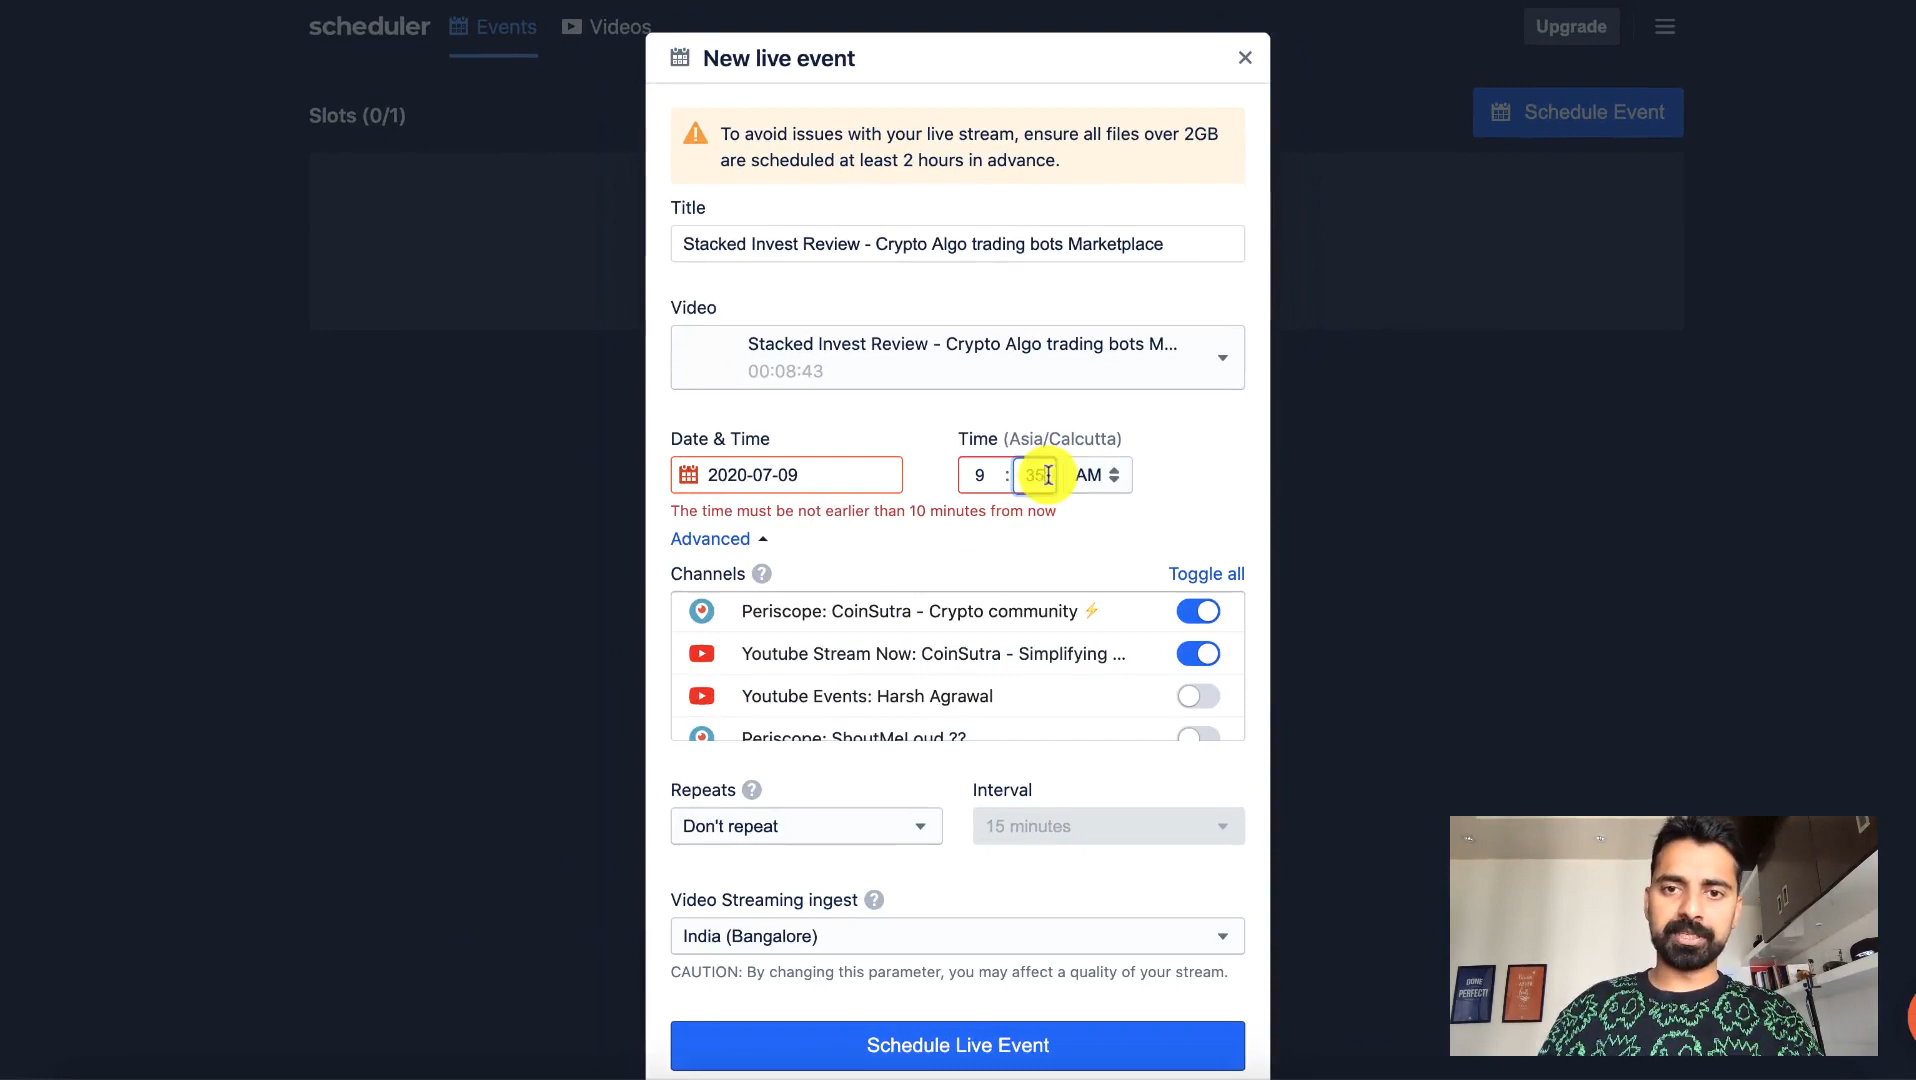 scheduler
Events
Videos
Upgrade
New live event
Slots (0/1)
Schedule Event
To avoid issues with your live stream, ensure all files over 2GB
are scheduled at least 2 hours in advance.
Title
Stacked Invest Review - Crypto Algo trading bots Marketplace
Video
Stacked Invest Review - Crypto Algo trading bots M...
00:08:43
Date & Time
Time (Asia/Calcutta)
2020-07-09
9 : 35 AM
The time must be not earlier than 10 minutes from now
Advanced
Channels ?
Toggle all
Periscope: CoinSutra - Crypto community ⚡
Youtube Stream Now: CoinSutra - Simplifying ...
Youtube Events: Harsh Agrawal
Periscope: ShoutMeLoud ??
Repeats ?
Interval
Don't repeat
15 minutes
Video Streaming ingest ?
India (Bangalore)
CAUTION: By changing this parameter, you may affect a quality of your stream.
Schedule Live Event
DONE
PERFECT!